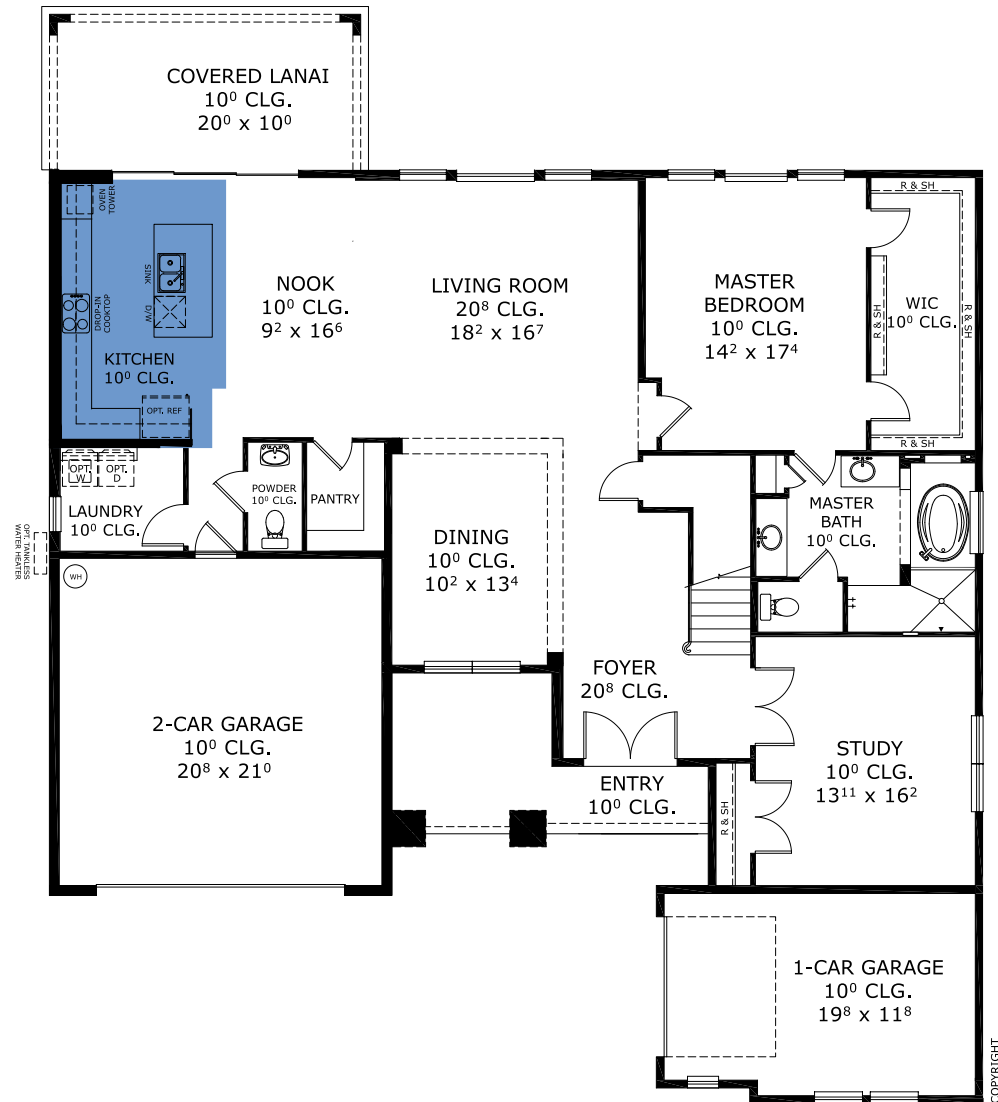 COVERED LANAI
10⁰ CLG.
20⁰ x 10⁰
OVEN
TOWER
SINK
D/W
DROP-IN
COOKTOP
KITCHEN
10⁰ CLG.
OPT. REF
NOOK
10⁰ CLG.
9² x 16⁶
LIVING ROOM
20⁸ CLG.
18² x 16⁷
MASTER
BEDROOM
10⁰ CLG.
14² x 17⁴
R & SH
R & SH
WIC
10⁰ CLG.
R & SH
R & SH
OPT.
W
OPT.
D
LAUNDRY
10⁰ CLG.
OPT. TANKLESS
WATER HEATER
POWDER
10⁰ CLG.
PANTRY
DINING
10⁰ CLG.
10² x 13⁴
MASTER
BATH
10⁰ CLG.
WH
2-CAR GARAGE
10⁰ CLG.
20⁸ x 21⁰
FOYER
20⁸ CLG.
ENTRY
10⁰ CLG.
R & SH
STUDY
10⁰ CLG.
13¹¹ x 16²
1-CAR GARAGE
10⁰ CLG.
19⁸ x 11⁸
COPYRIGHT